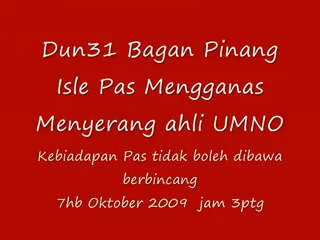 Dun31 Bagan Pinang
Isle Pas Mengganas
Menyerang ahli UMNO
Kebiadapan Pas tidak boleh dibawa
berbincang
7hb Oktober 2009 jam 3ptg